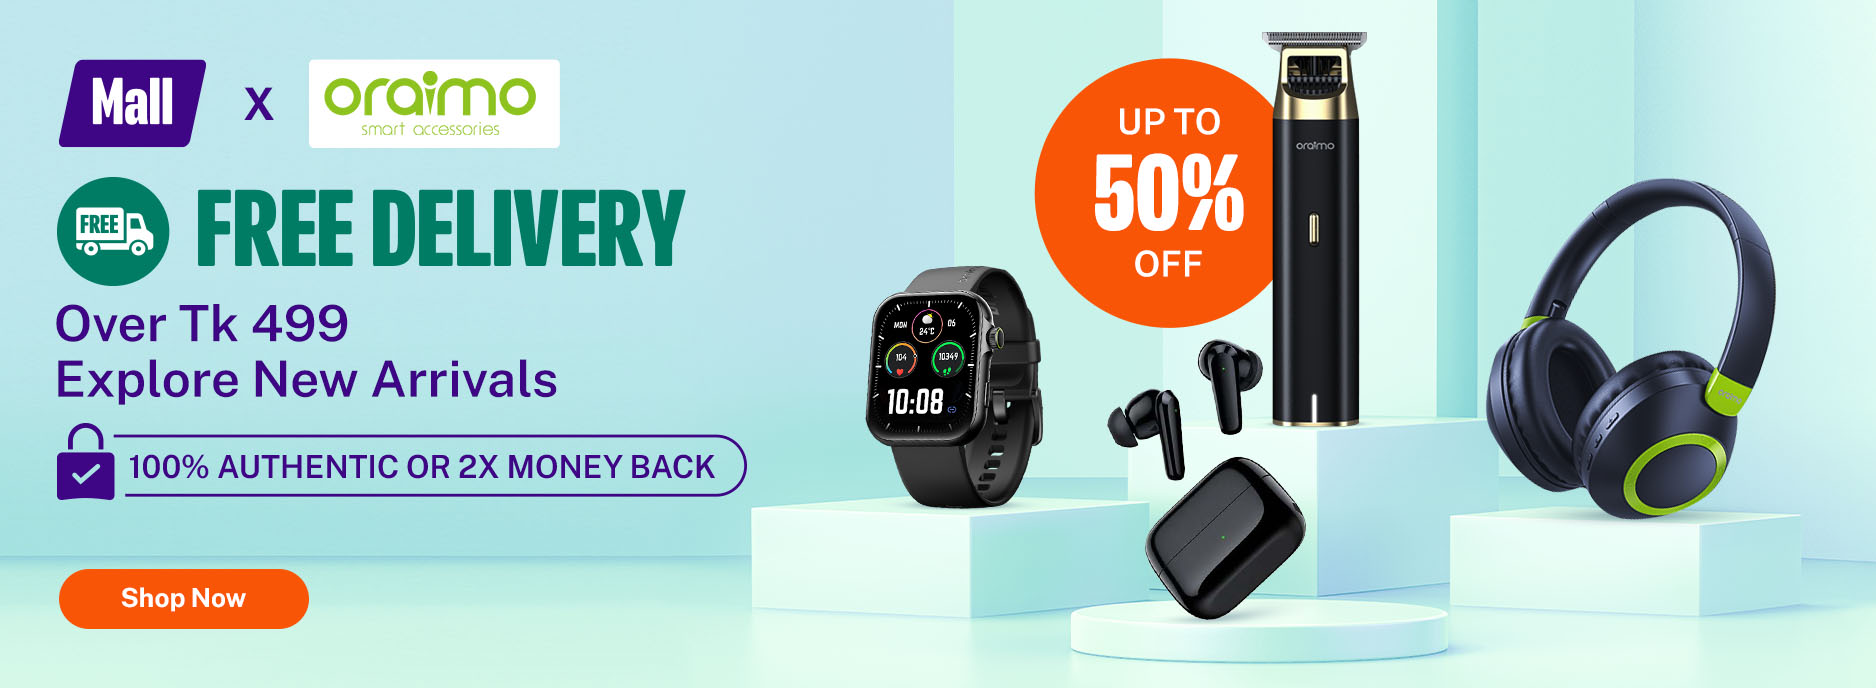 Mall X oraimo
smart accessories
FREE
FREE DELIVERY
Over Tk 499
Explore New Arrivals
100% AUTHENTIC OR 2X MONEY BACK
Shop Now
UP TO
50%
OFF
oraimo
MON 24°C 06
104 10349
10:08
oraimo